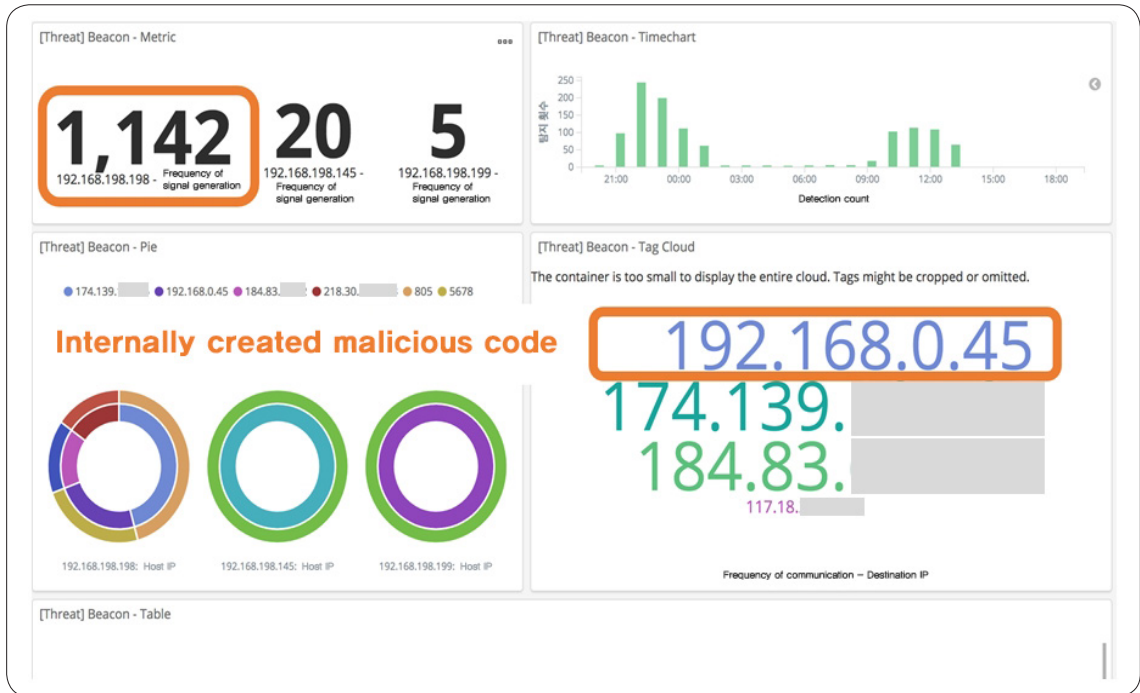 [Threat] Beacon - Metric
1,142
192.168.198.198 - Frequency of
signal generation
20
192.168.198.145 -
Frequency of
signal generation
5
192.168.198.199 -
Frequency of
signal generation
[Threat] Beacon - Timechart
탐지 횟수
250
200
150
100
50
0
21:00 00:00 03:00 06:00 09:00 12:00 15:00 18:00
Detection count
[Threat] Beacon - Pie
174.139. 192.168.0.45 184.83. 218.30. 805 5678
Internally created malicious code
192.168.198.198: Host IP
192.168.198.145: Host IP
192.168.198.199: Host IP
[Threat] Beacon - Tag Cloud
The container is too small to display the entire cloud. Tags might be cropped or omitted.
192.168.0.45
174.139.
184.83.
117.18.
Frequency of communication – Destination IP
[Threat] Beacon - Table